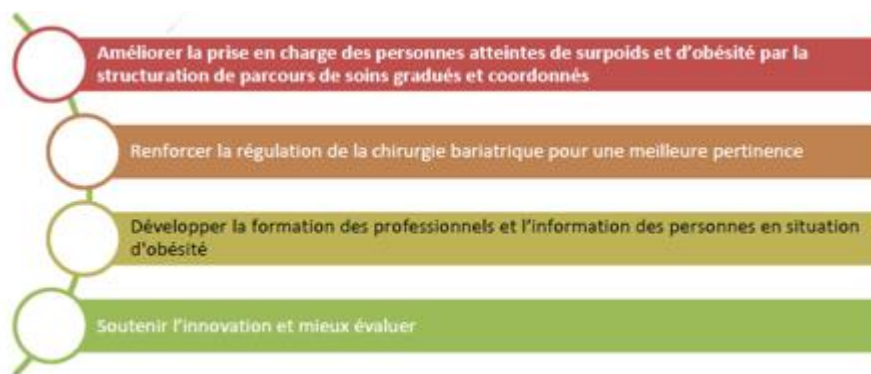 Améliorer la prise en charge des personnes atteintes de surpoids et d'obésité par la
structuration de parcours de soins gradués et coordonnés
Renforcer la régulation de la chirurgie bariatrique pour une meilleure pertinence
Développer la formation des professionnels et l'information des personnes en situation
d'obésité
Soutenir l'innovation et mieux évaluer